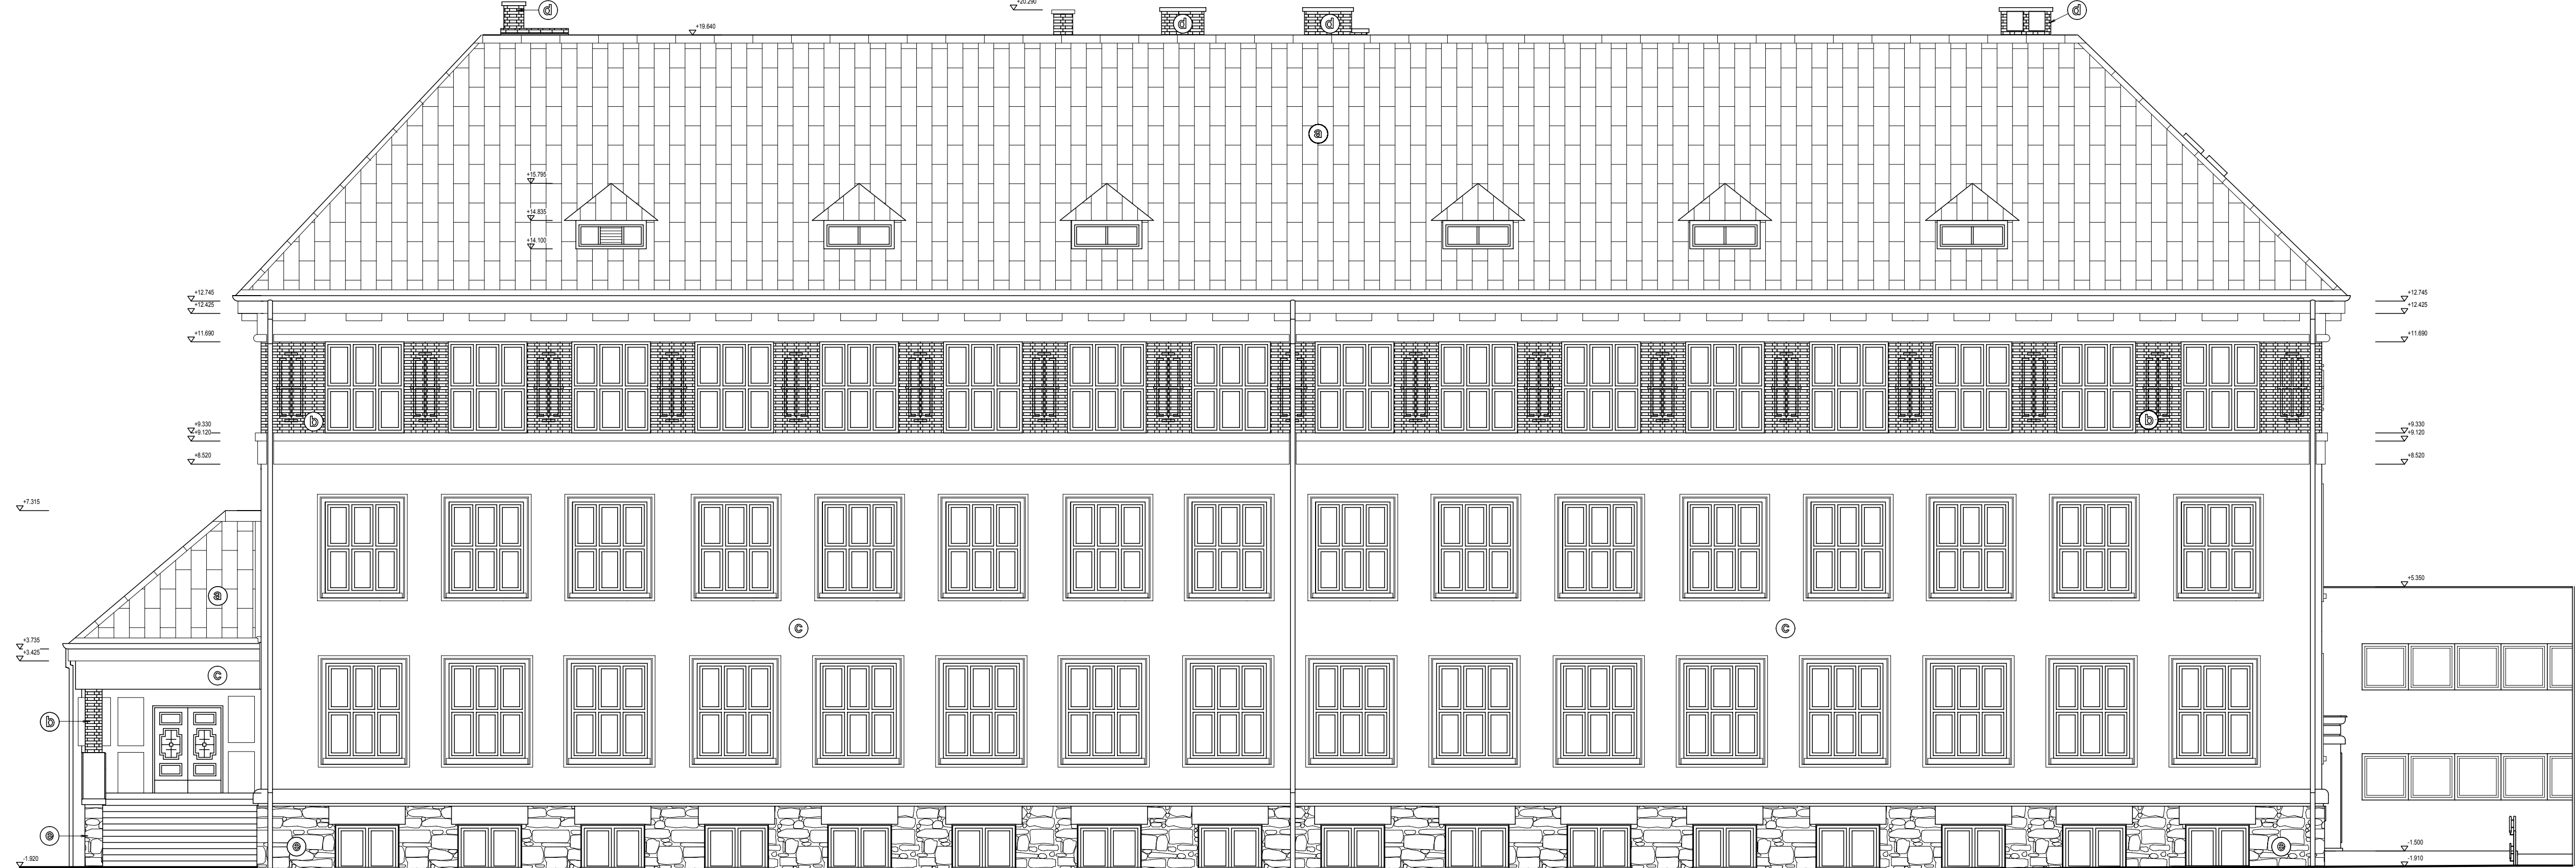 d
+20.290
d
d
d
+19.640
a
+15.795
+14.835
+14.100
+12.745
+12.425
+12.745
+12.425
+11.690
+11.690
b
b
+9.330
+9.120
+9.330
+9.120
+8.520
+8.520
+7.315
+5.350
a
c
c
+3.735
+3.425
c
b
e
e
e
-1.500
-1.920
-1.910